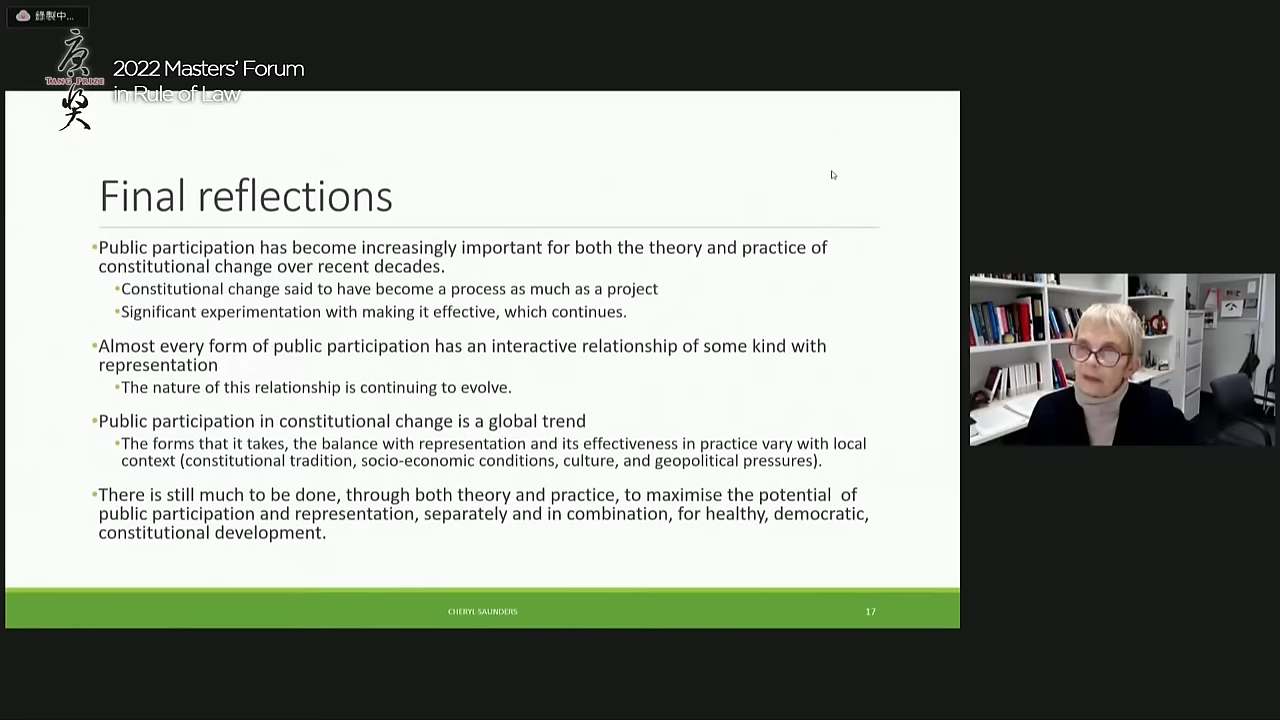 錄製中...
唐
TANG PRIZE
獎
2022 Masters' Forum
in Rule of Law
Final reflections
•Public participation has become increasingly important for both the theory and practice of
constitutional change over recent decades.
•Constitutional change said to have become a process as much as a project
•Significant experimentation with making it effective, which continues.
•Almost every form of public participation has an interactive relationship of some kind with
representation
•The nature of this relationship is continuing to evolve.
•Public participation in constitutional change is a global trend
•The forms that it takes, the balance with representation and its effectiveness in practice vary with local
context (constitutional tradition, socio-economic conditions, culture, and geopolitical pressures).
•There is still much to be done, through both theory and practice, to maximise the potential of
public participation and representation, separately and in combination, for healthy, democratic,
constitutional development.
CHERYL SAUNDERS
17